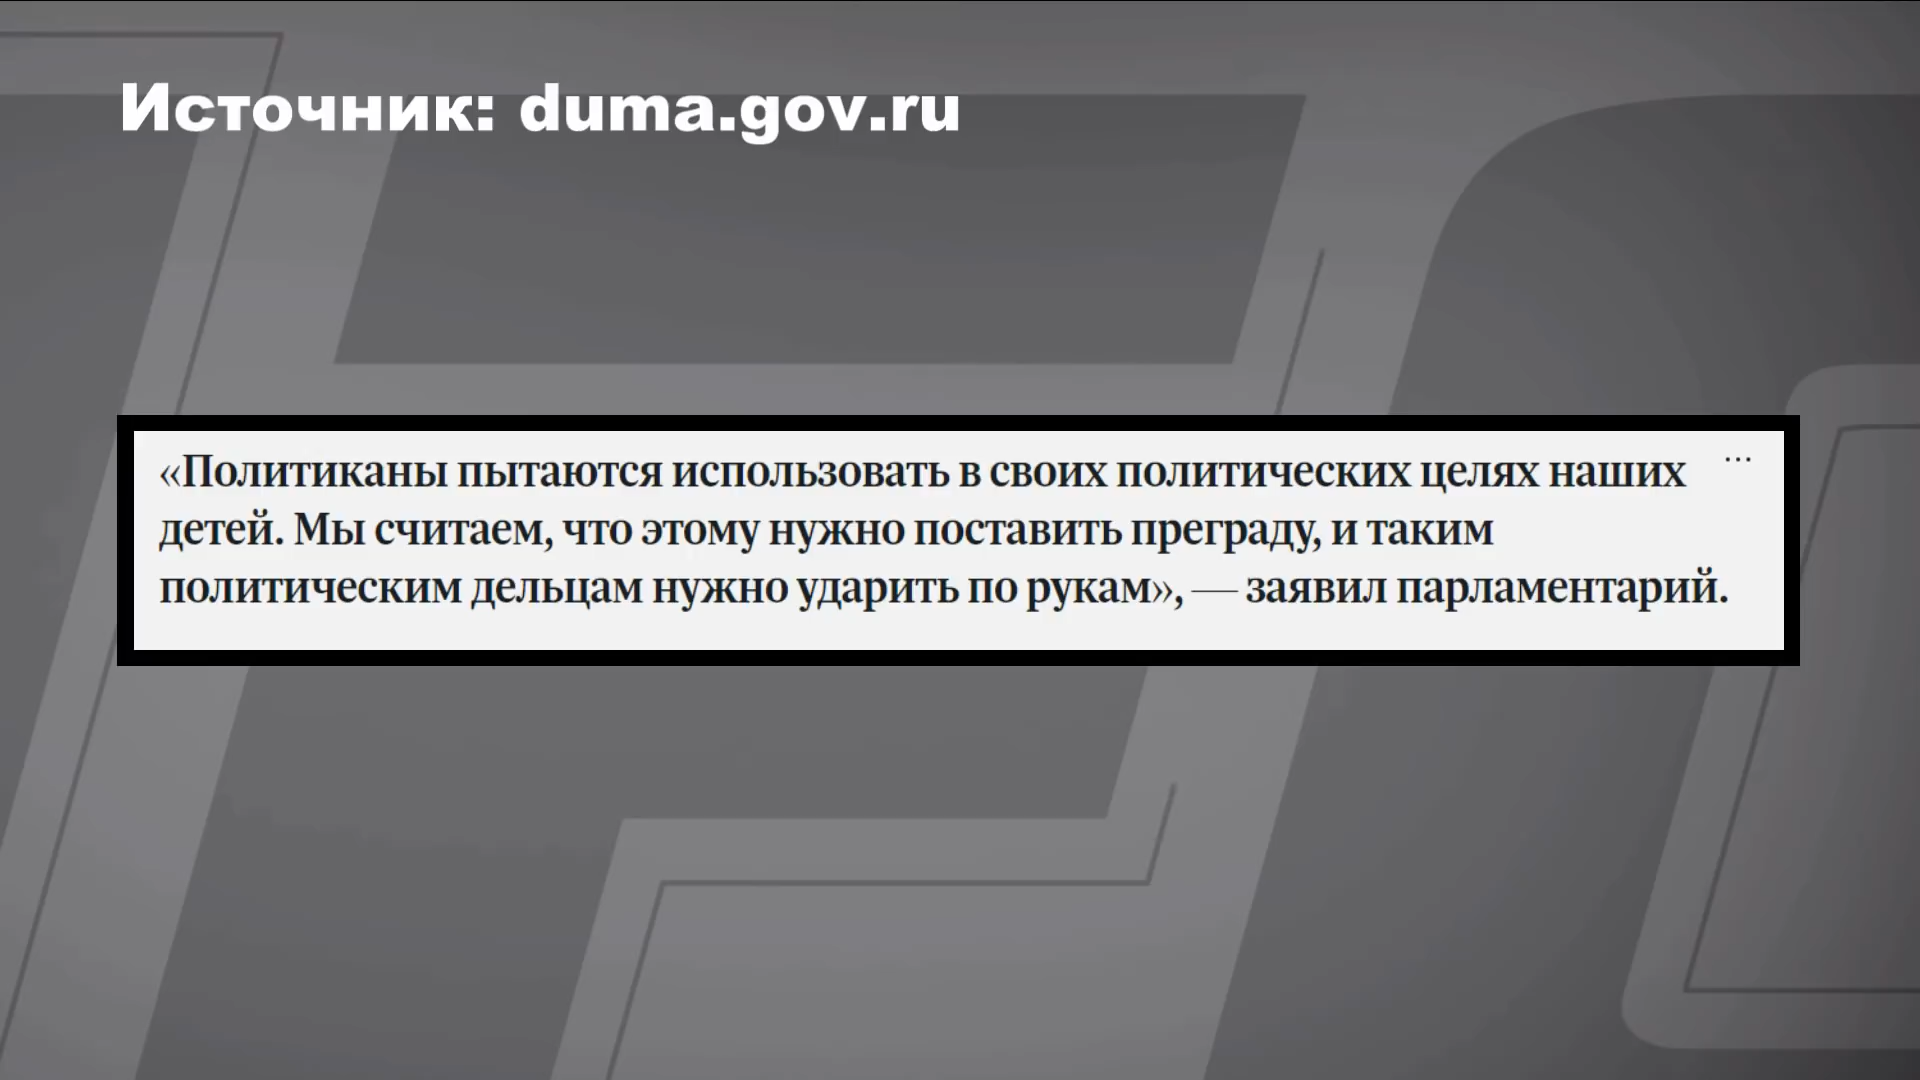 Источник: duma.gov.ru
«Политиканы пытаются использовать в своих политических целях наших ...
детей. Мы считаем, что этому нужно поставить преграду, и таким
политическим дельцам нужно ударить по рукам», — заявил парламентарий.